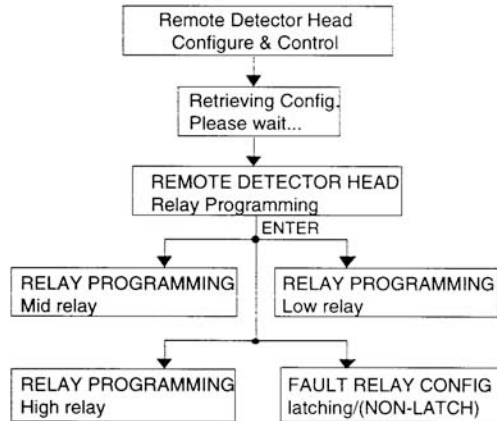 Remote Detector Head
Configure & Control
Retrieving Config.
Please wait...
REMOTE DETECTOR HEAD
Relay Programming
ENTER
RELAY PROGRAMMING
Mid relay
RELAY PROGRAMMING
Low relay
RELAY PROGRAMMING
High relay
FAULT RELAY CONFIG
latching/(NON-LATCH)